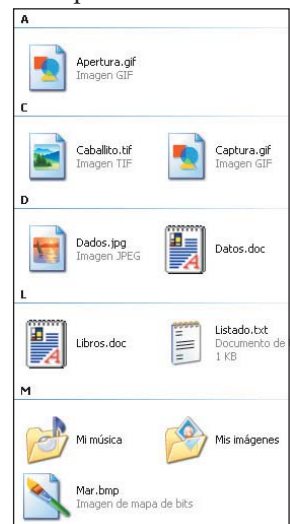 A
Apertura.gif
Imagen GIF
C
Caballito.tif
Imagen TIF
Captura.gif
Imagen GIF
D
Dados.jpg
Imagen JPEG
Datos.doc
L
Libros.doc
Listado.txt
Documento de
1 KB
M
Mi música
Mis imágenes
Mar.bmp
Imagen de mapa de bits